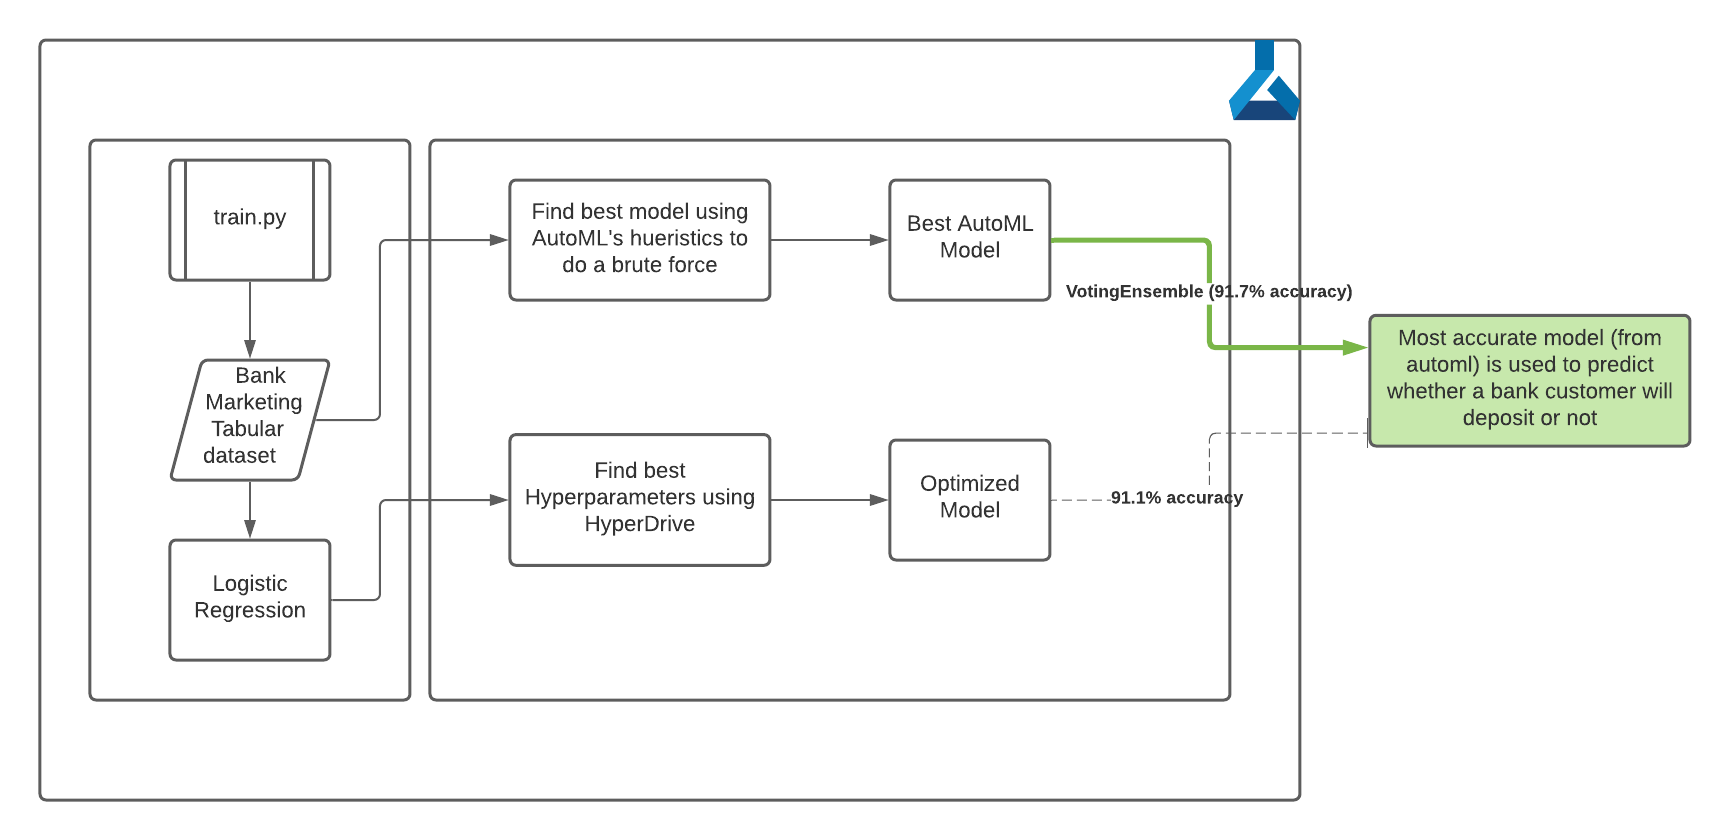 train.py
Bank
Marketing
Tabular
dataset
Logistic
Regression
Find best model using
AutoML's hueristics to
do a brute force
Best AutoML
Model
VotingEnsemble (91.7% accuracy)
Find best
Hyperparameters using
HyperDrive
Optimized
Model
91.1% accuracy
Most accurate model (from
automl) is used to predict
whether a bank customer will
deposit or not